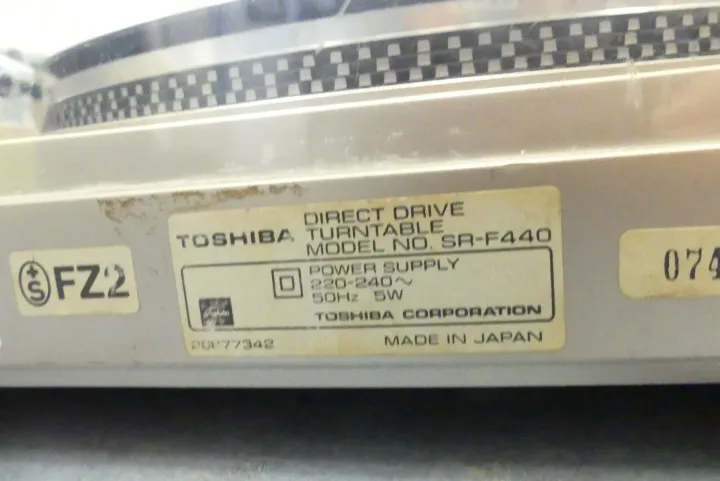 DIRECT DRIVE
TOSHIBA TURNTABLE
MODEL NO. SR-F440
POWER SUPPLY
220-240~
50Hz 5W
TOSHIBA CORPORATION
MADE IN JAPAN
S FZ2
074